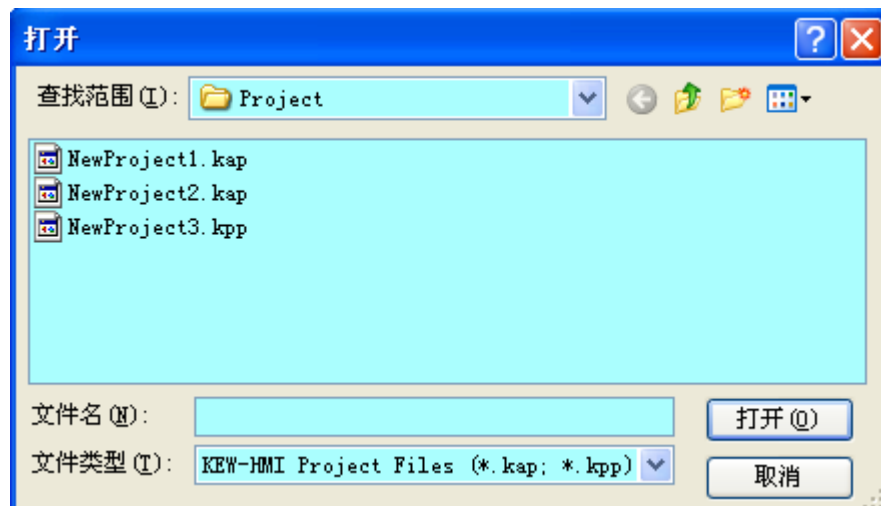 打开
查找范围(I): Project
NewProject1.kap
NewProject2.kap
NewProject3.kpp
文件名(N): 打开(O)
文件类型(T): KEW-HMI Project Files (*.kap; *.kpp) 取消